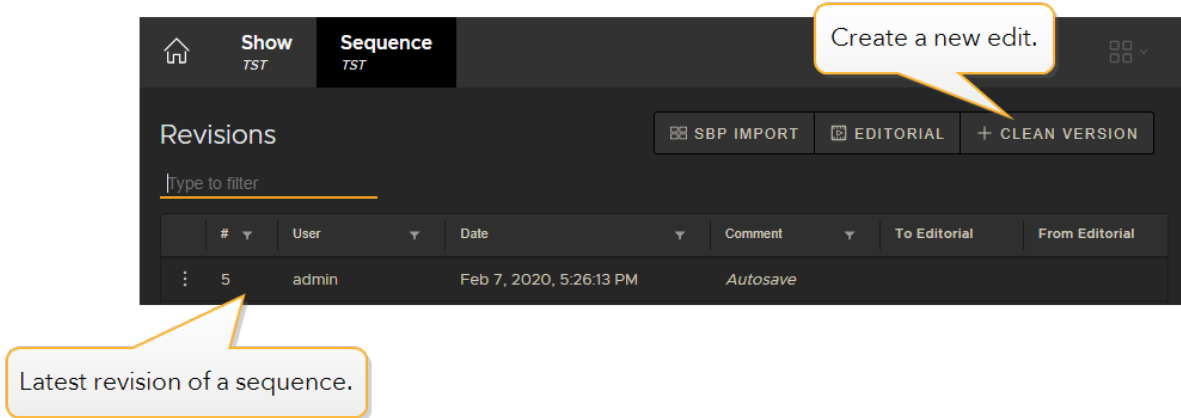 Show
TST
Sequence
TST
Create a new edit.
Revisions
SBP IMPORT
EDITORIAL
+ CLEAN VERSION
Type to filter
# User Date Comment To Editorial From Editorial
5 admin Feb 7, 2020, 5:26:13 PM Autosave
Latest revision of a sequence.